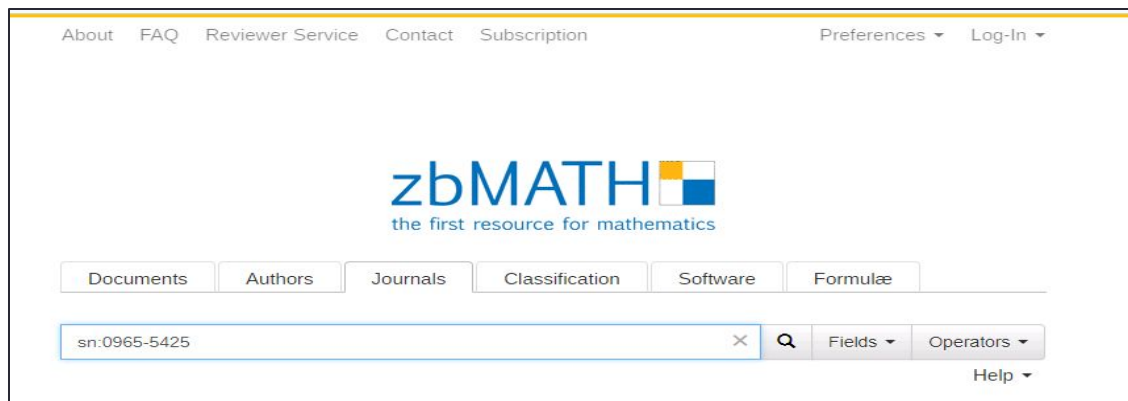 About FAQ Reviewer Service Contact Subscription Preferences Log-In
zbMATH
the first resource for mathematics
Documents Authors Journals Classification Software Formulæ
sn:0965-5425 × Fields Operators
Help